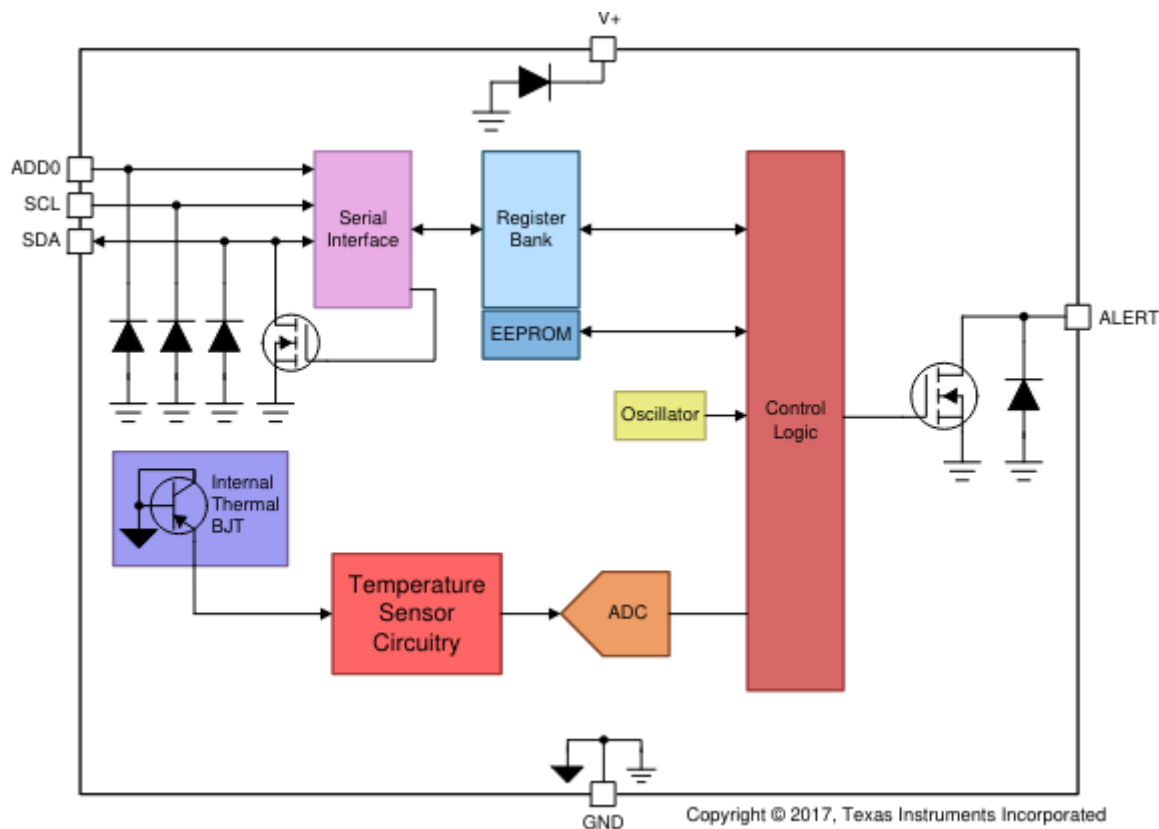 V+
ADD0
SCL
SDA
Serial
Interface
Register
Bank
EEPROM
ALERT
Oscillator
Control
Logic
Internal
Thermal
BJT
Temperature
Sensor
Circuitry
ADC
GND
Copyright © 2017, Texas Instruments Incorporated